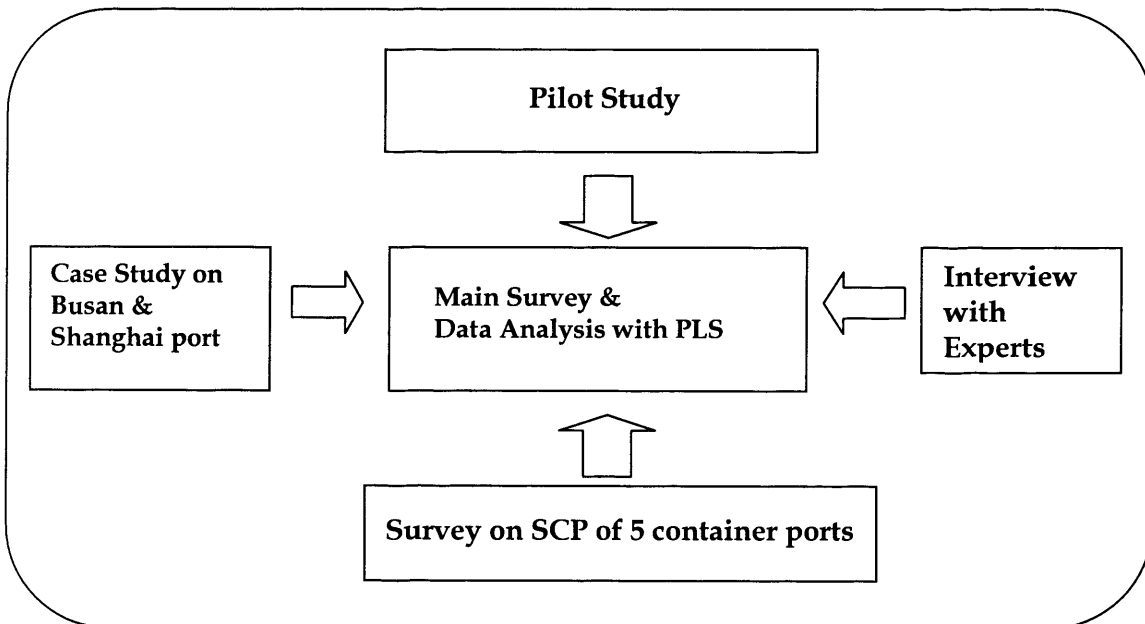 Pilot Study
Case Study on
Busan &
Shanghai port
Main Survey &
Data Analysis with PLS
Interview
with
Experts
Survey on SCP of 5 container ports